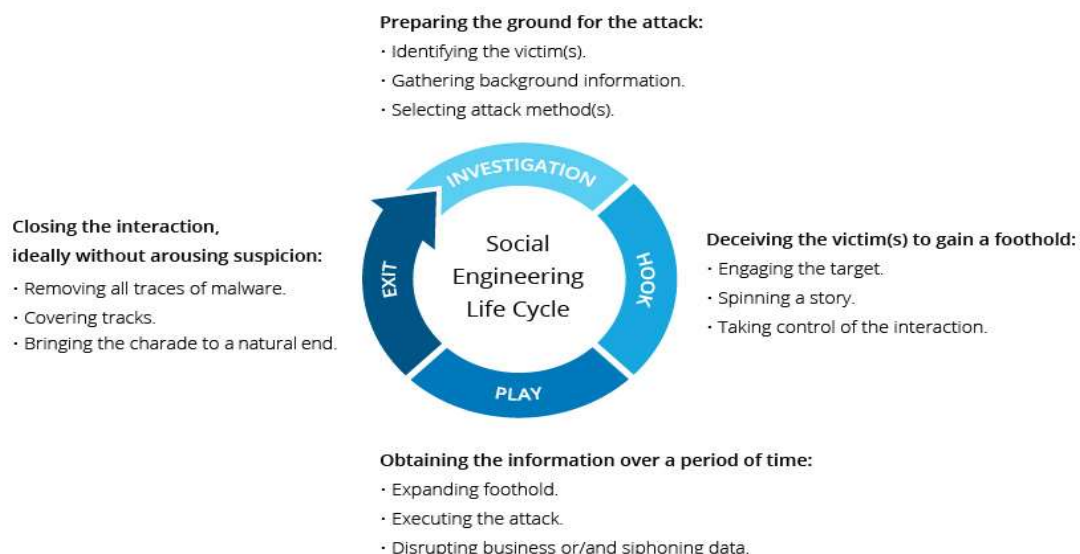 Preparing the ground for the attack:
· Identifying the victim(s).
· Gathering background information.
· Selecting attack method(s).
INVESTIGATION
Closing the interaction,
ideally without arousing suspicion:
· Removing all traces of malware.
· Covering tracks.
· Bringing the charade to a natural end.
EXIT
Social
Engineering
Life Cycle
HOOK
Deceiving the victim(s) to gain a foothold:
· Engaging the target.
· Spinning a story.
· Taking control of the interaction.
PLAY
Obtaining the information over a period of time:
· Expanding foothold.
· Executing the attack.
· Disrupting business or/and siphoning data.